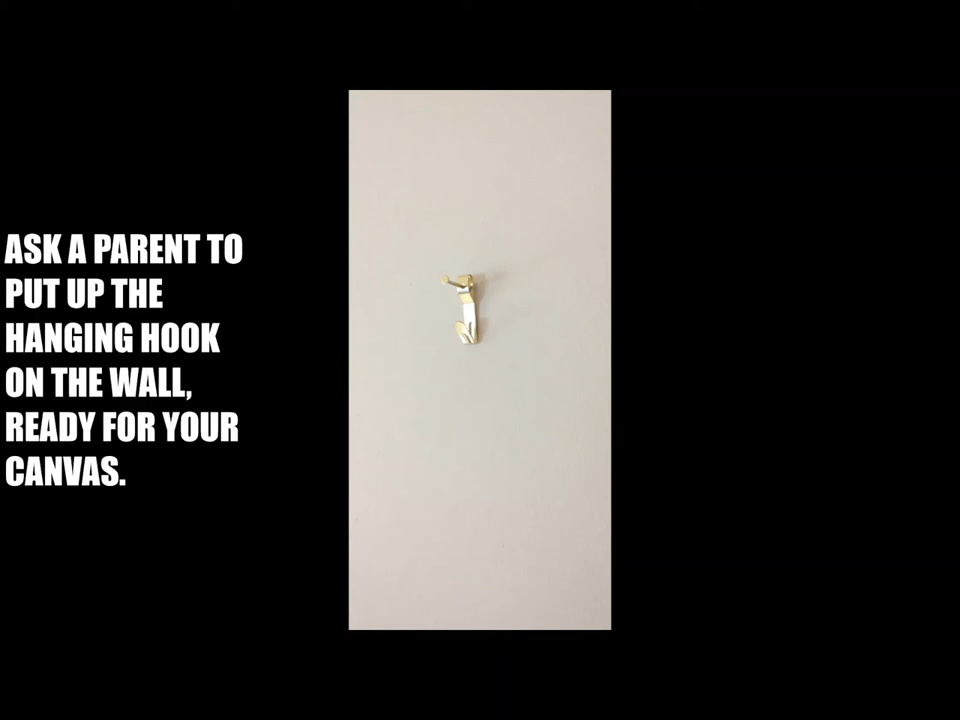 ASK A PARENT TO
PUT UP THE
HANGING HOOK
ON THE WALL,
READY FOR YOUR
CANVAS.